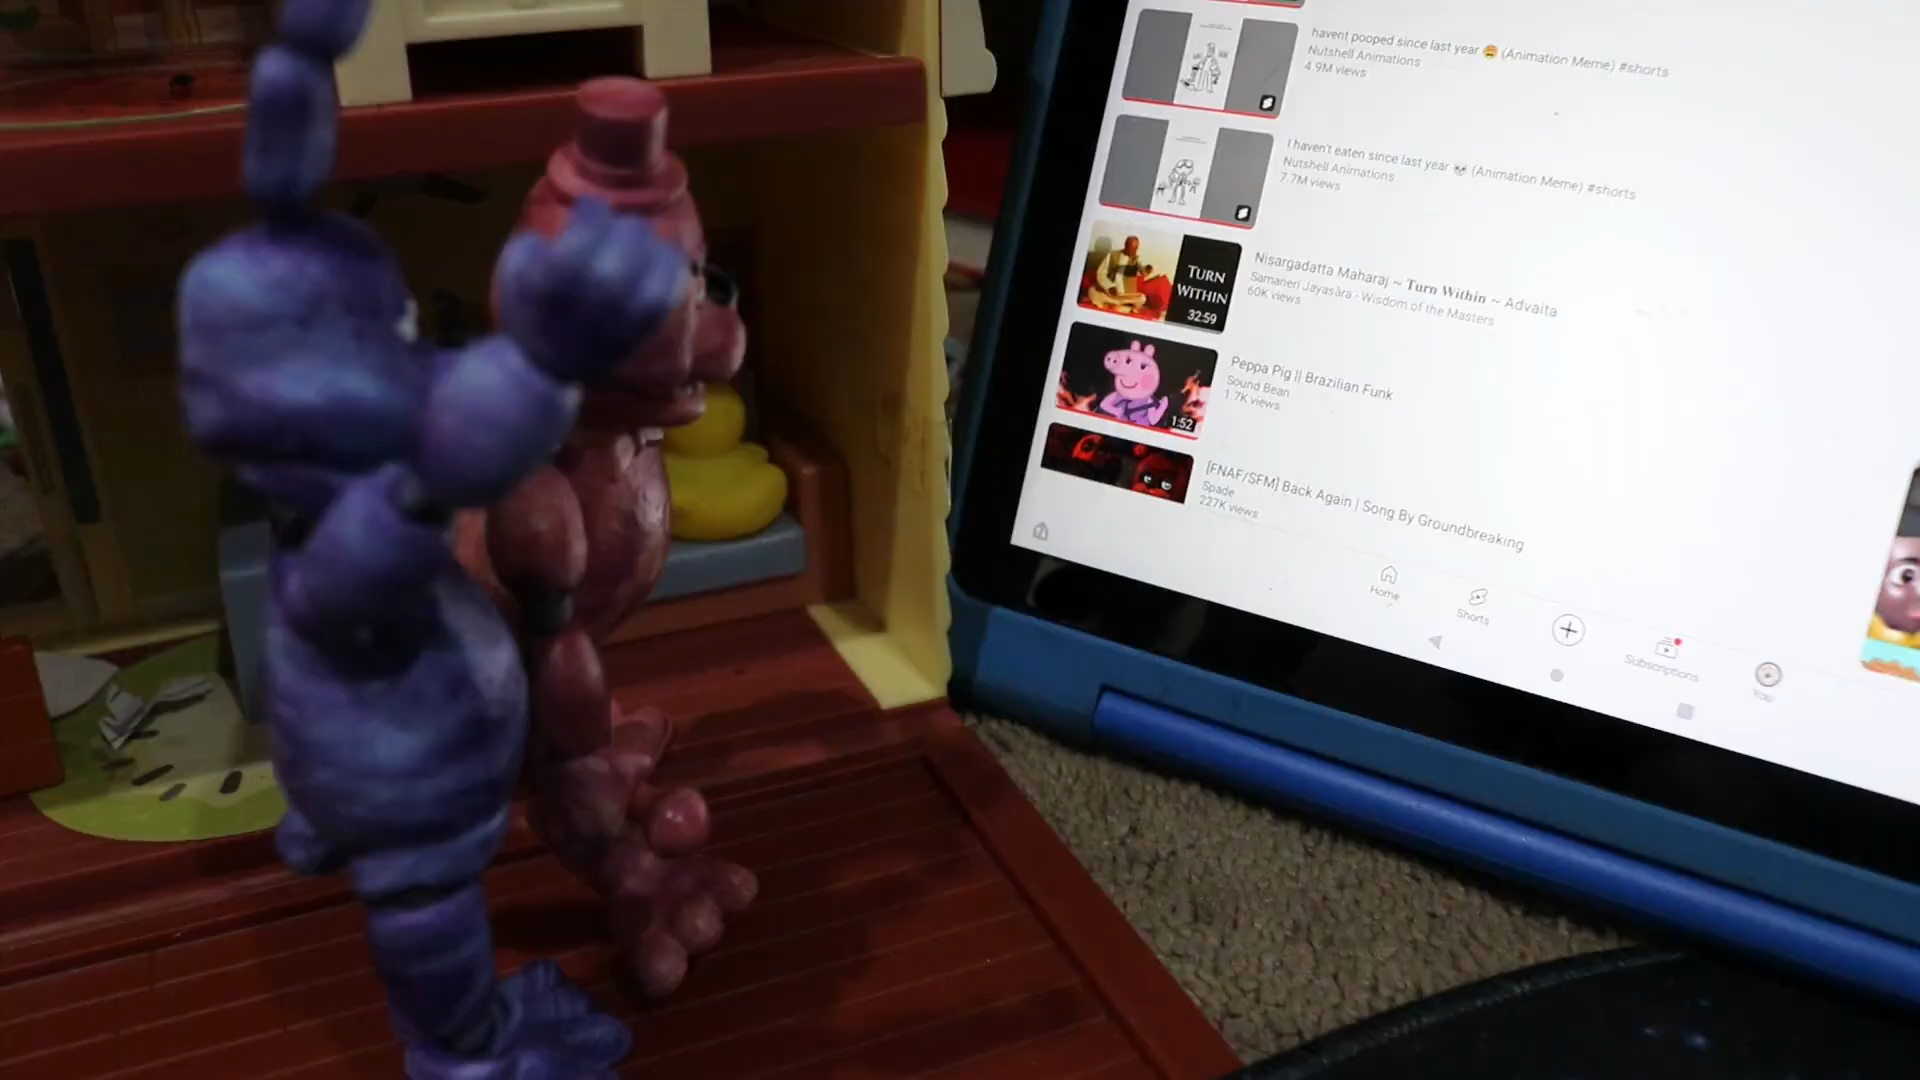 havent pooped since last year 😩 (Animation Meme) #shorts
Nutshell Animations
4.9M views
I haven't eaten since last year 💀 (Animation Meme) #shorts
Nutshell Animations
7.7M views
TURN
WITHIN
32:59
Nisargadatta Maharaj ~ Turn Within ~ Advaita
Samaneri Jayasāra - Wisdom of the Masters
60K views
1:52
Peppa Pig || Brazilian Funk
Sound Bean
1.7K views
[FNAF/SFM] Back Again | Song By Groundbreaking
Spade
227K views
Home
Shorts
Subscriptions
You